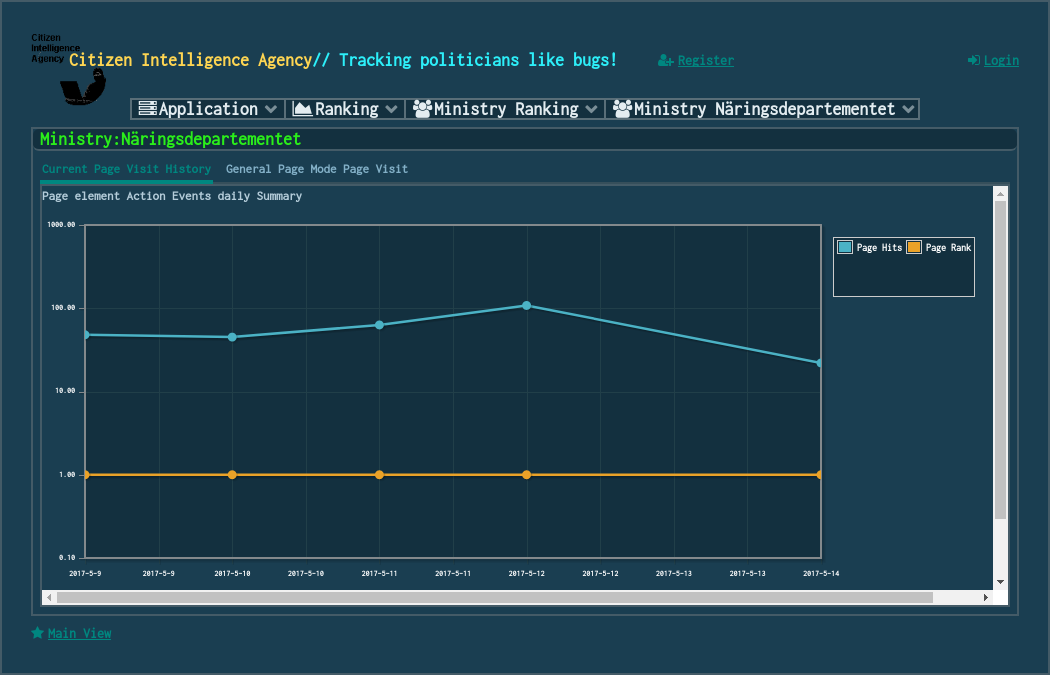 Citizen
Intelligence
Agency
Citizen Intelligence Agency// Tracking politicians like bugs!
Register
Login
Application
Ranking
Ministry Ranking
Ministry Näringsdepartementet
Ministry:Näringsdepartementet
Current Page Visit History
General Page Mode Page Visit
Page element Action Events daily Summary
1000.00
100.00
10.00
1.00
0.10
Page Hits
Page Rank
2017-5-9
2017-5-9
2017-5-10
2017-5-10
2017-5-11
2017-5-11
2017-5-12
2017-5-12
2017-5-13
2017-5-13
2017-5-14
Main View